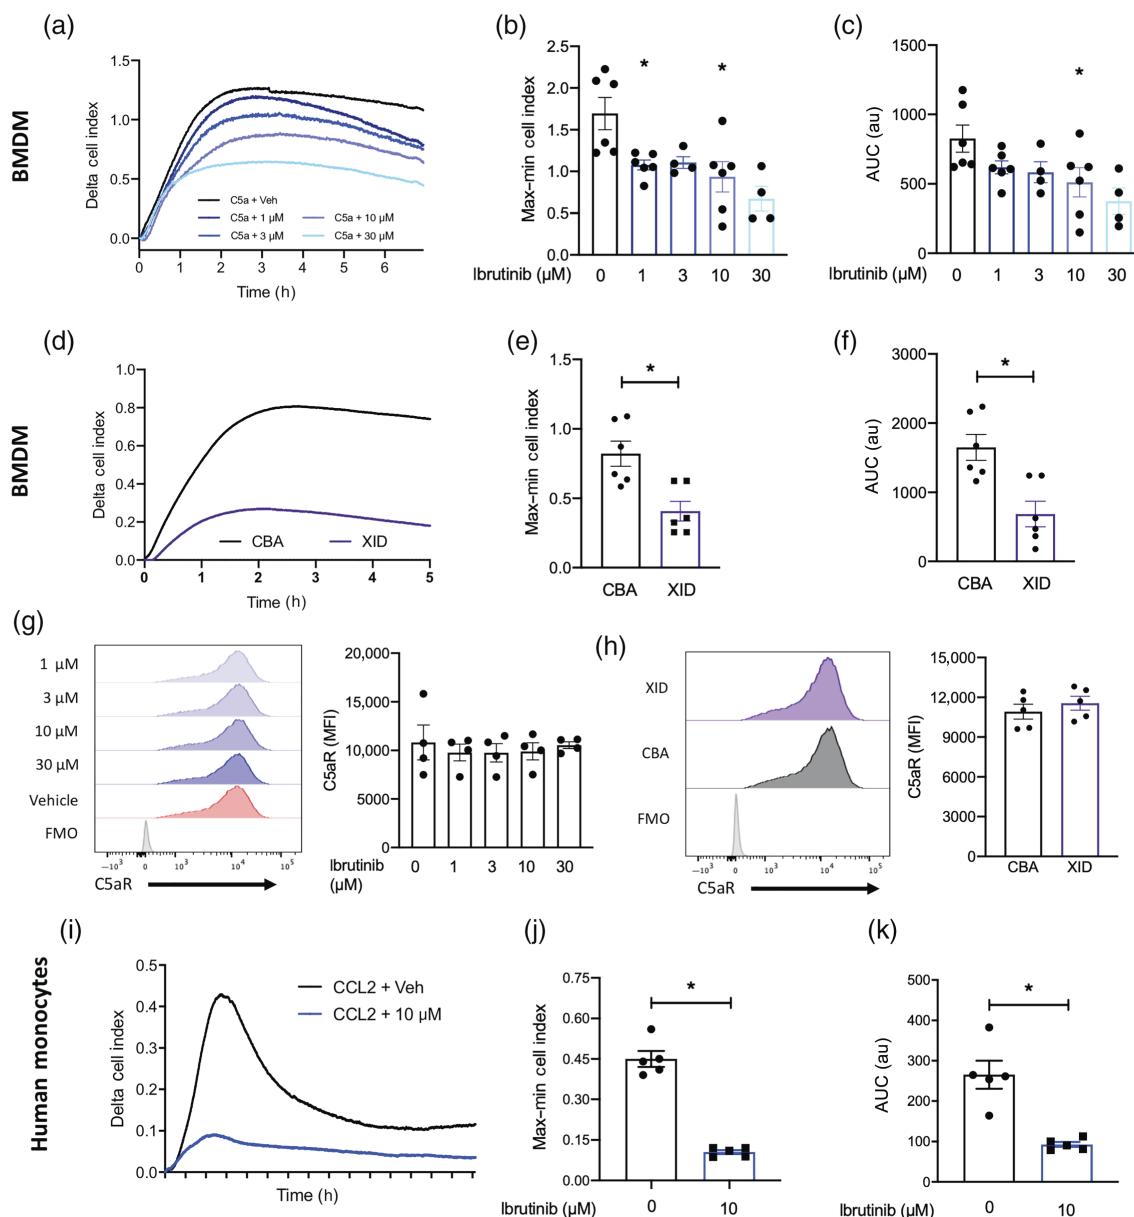 (a)
BMDM
Delta cell index
1.5
1.0
0.5
0.0
C5a + Veh
C5a + 1 µM
C5a + 3 µM
C5a + 10 µM
C5a + 30 µM
0 1 2 3 4 5 6
Time (h)
(b)
Max–min cell index
2.5
2.0
1.5
1.0
0.5
0.0
* *
Ibrutinib (µM) 0 1 3 10 30
(c)
AUC (au)
1500
1000
500
0
*
Ibrutinib (µM) 0 1 3 10 30
(d)
BMDM
Delta cell index
1.0
0.8
0.6
0.4
0.2
0.0
CBA XID
0 1 2 3 4 5
Time (h)
(e)
Max–min cell index
1.5
1.0
0.5
0.0
*
CBA XID
(f)
AUC (au)
3000
2000
1000
0
*
CBA XID
(g)
1 µM
3 µM
10 µM
30 µM
Vehicle
FMO
–10³ 0 10³ 10⁴ 10⁵
C5aR
C5aR (MFI)
20,000
15,000
10,000
5000
0
Ibrutinib (µM) 0 1 3 10 30
(h)
XID
CBA
FMO
–10³ 0 10³ 10⁴ 10⁵
C5aR
C5aR (MFI)
15,000
12,000
9000
6000
3000
0
CBA XID
(i)
Human monocytes
Delta cell index
0.5
0.4
0.3
0.2
0.1
0.0
CCL2 + Veh
CCL2 + 10 µM
Time (h)
(j)
Max–min cell index
0.75
0.60
0.45
0.30
0.15
0.00
*
Ibrutinib (µM) 0 10
(k)
AUC (au)
500
400
300
200
100
0
*
Ibrutinib (µM) 0 10